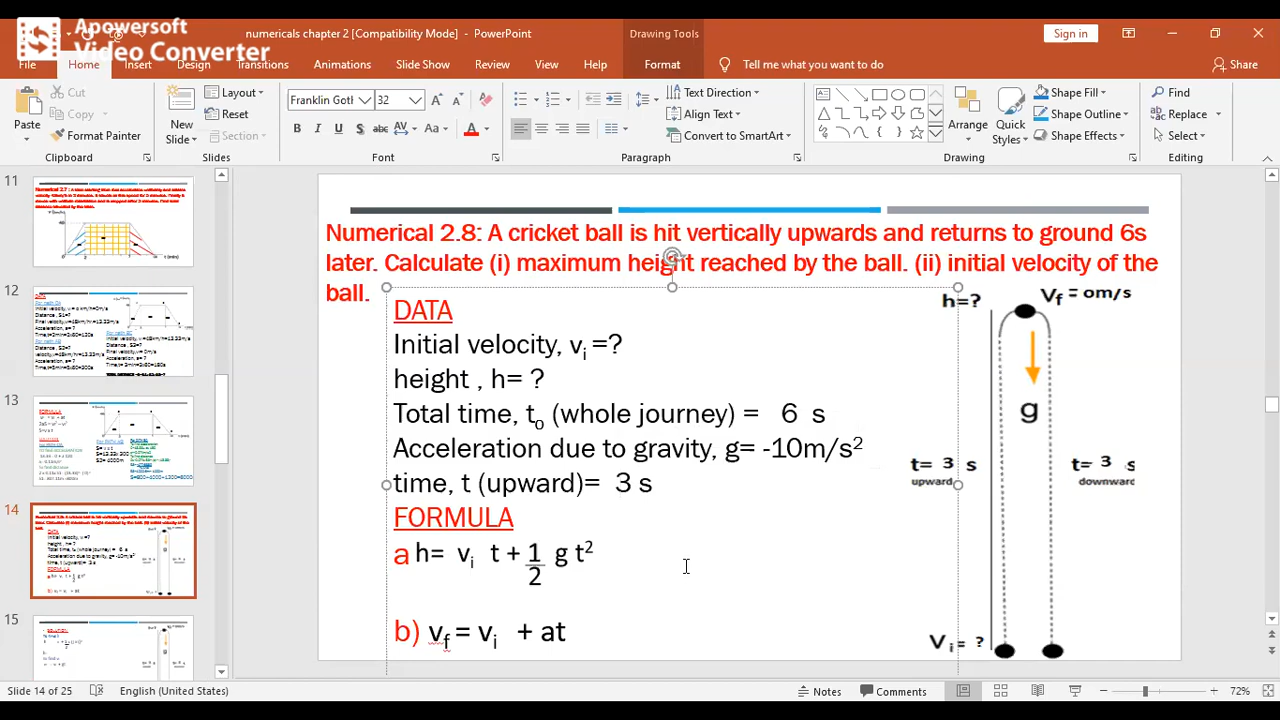 Apowersoft
Video Converter
numericals chapter 2 [Compatibility Mode] - PowerPoint
Drawing Tools
Sign in
File Home Insert Design Transitions Animations Slide Show Review View Help Format Tell me what you want to do Share
Cut
Copy
Format Painter
Paste
Clipboard
New
Slide
Layout
Reset
Section
Slides
Franklin Goth 32
Font
Text Direction
Align Text
Convert to SmartArt
Paragraph
Arrange
Quick
Styles
Shape Fill
Shape Outline
Shape Effects
Drawing
Find
Replace
Select
Editing
11
12
13
14
15
Numerical 2.8: A cricket ball is hit vertically upwards and returns to ground 6s
later. Calculate (i) maximum height reached by the ball. (ii) initial velocity of the
ball.
DATA
Initial velocity, vi =?
height , h= ?
Total time, to (whole journey) = 6 s
Acceleration due to gravity, g= -10m/s²
time, t (upward)= 3 s
FORMULA
a h= vi t + 1/2 g t²
b) vf = vi + at
h=?
Vf = 0m/s
g
t= 3 s
upward
t= 3 s
downward
Vi = ?
Slide 14 of 25 English (United States) Notes Comments 72%